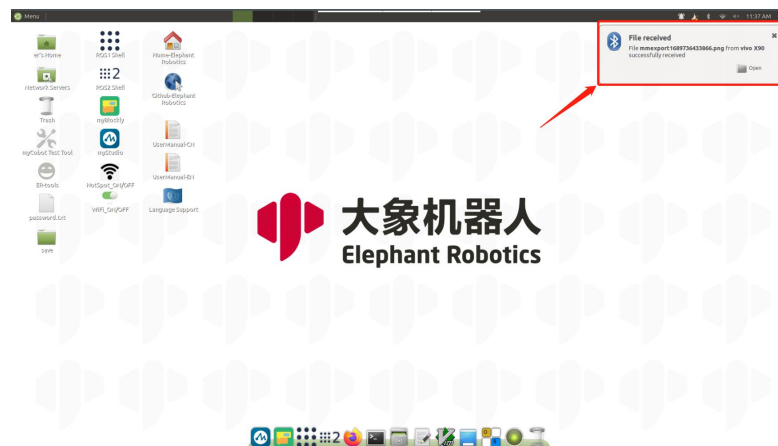 Menu
11:37 AM
File received
File mmexport1689736433866.png from vivo X90
successfully received
Open
er's Home
ROS1 Shell
Home-Elephant
Robotics
2
Network Servers
ROS2 Shell
Github-Elephant
Robotics
Trash
myBlockly
myCobot Test Tool
myStudio
UserManual-CN
ER-tools
HotSpot_ON/OFF
UserManual-EN
password.txt
WIFI_ON/OFF
Language Support
save
大象机器人
Elephant Robotics
2